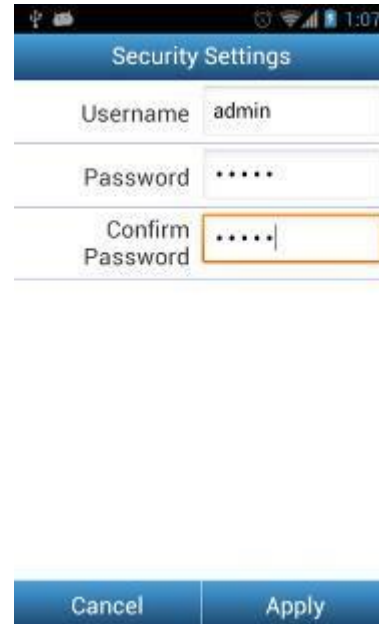 1:07
Security Settings
Username admin
Password •••••
Confirm
Password •••••
Cancel Apply